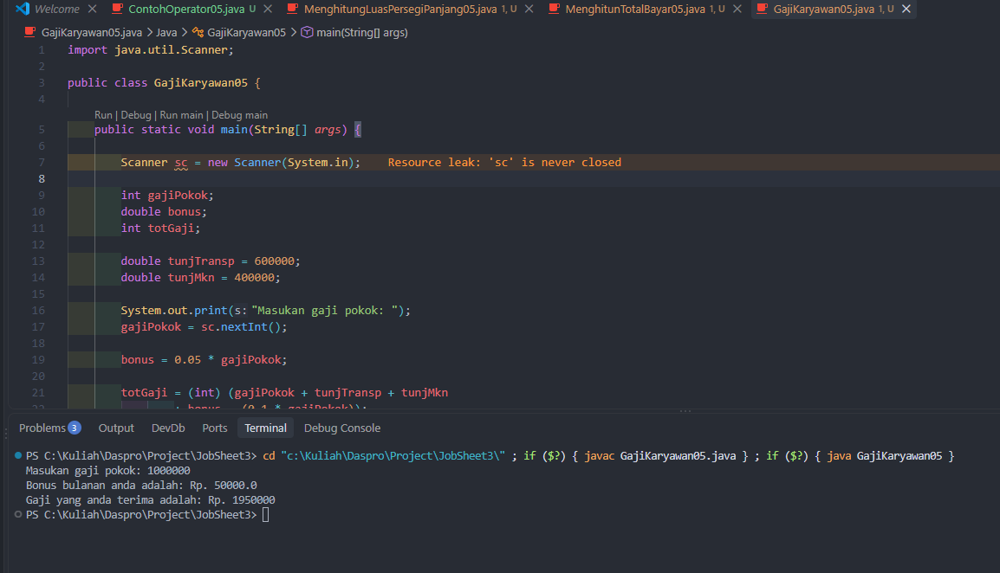 Welcome ContohOperator05.java U MenghitungLuasPersegiPanjang05.java 1, U MenghitunTotalBayar05.java 1, U GajiKaryawan05.java 1, U
GajiKaryawan05.java > Java > GajiKaryawan05 > main(String[] args)
1 import java.util.Scanner;
2
3 public class GajiKaryawan05 {
4
Run | Debug | Run main | Debug main
5 public static void main(String[] args) {
6
7 Scanner sc = new Scanner(System.in); Resource leak: 'sc' is never closed
8
9 int gajiPokok;
10 double bonus;
11 int totGaji;
12
13 double tunjTransp = 600000;
14 double tunjMkn = 400000;
15
16 System.out.print(s:"Masukan gaji pokok: ");
17 gajiPokok = sc.nextInt();
18
19 bonus = 0.05 * gajiPokok;
20
21 totGaji = (int) (gajiPokok + tunjTransp + tunjMkn
22 + bonus - (0.1 * gajiPokok));
Problems 3 Output DevDb Ports Terminal Debug Console
PS C:\Kuliah\Daspro\Project\JobSheet3> cd "c:\Kuliah\Daspro\Project\JobSheet3\" ; if ($?) { javac GajiKaryawan05.java } ; if ($?) { java GajiKaryawan05 }
Masukan gaji pokok: 1000000
Bonus bulanan anda adalah: Rp. 50000.0
Gaji yang anda terima adalah: Rp. 1950000
PS C:\Kuliah\Daspro\Project\JobSheet3>